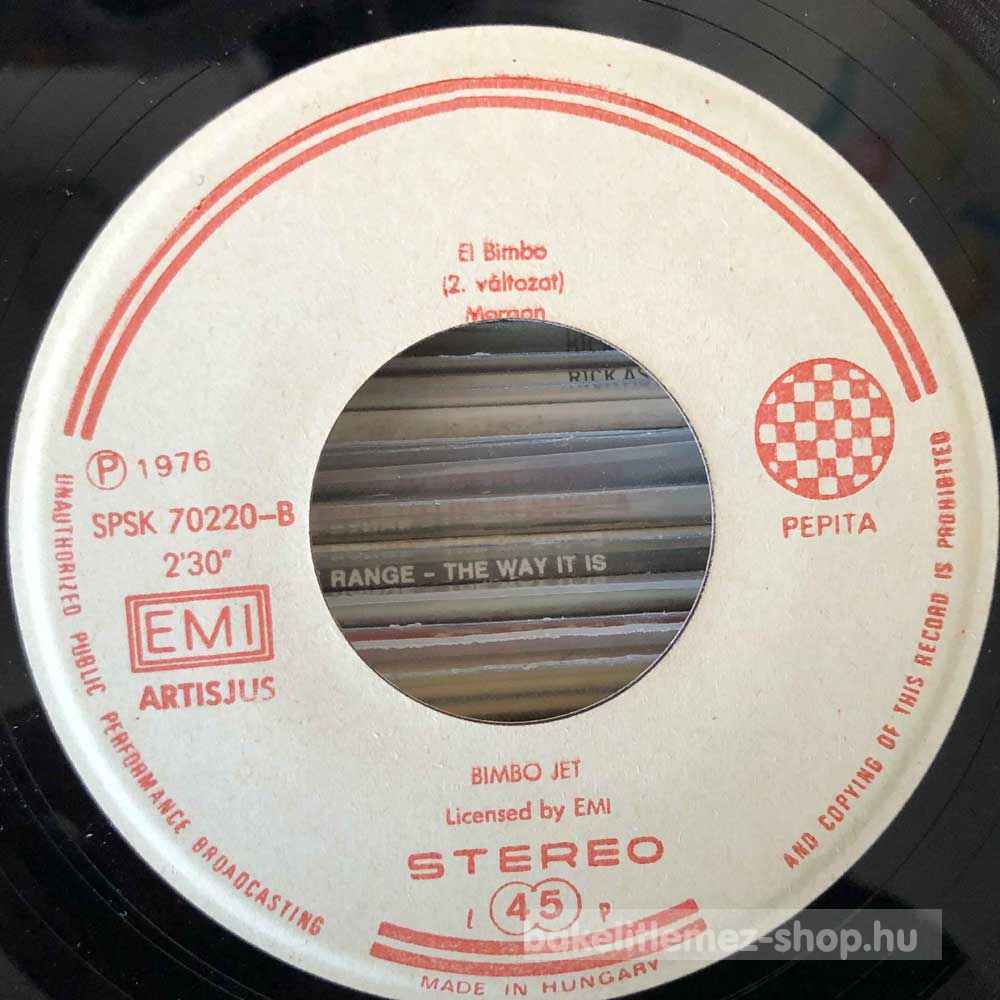 El Bimbo
(2. változat)
Morgan
RICK AS
℗ 1976
SPSK 70220-B
2'30"
EMI
ARTISJUS
PEPITA
RANGE - THE WAY IT IS
BIMBO JET
Licensed by EMI
STEREO
45
MADE IN HUNGARY
UNAUTHORIZED PUBLIC PERFORMANCE BROADCASTING
AND COPYING OF THIS RECORD IS PROHIBITED
bakelitlemez-shop.hu